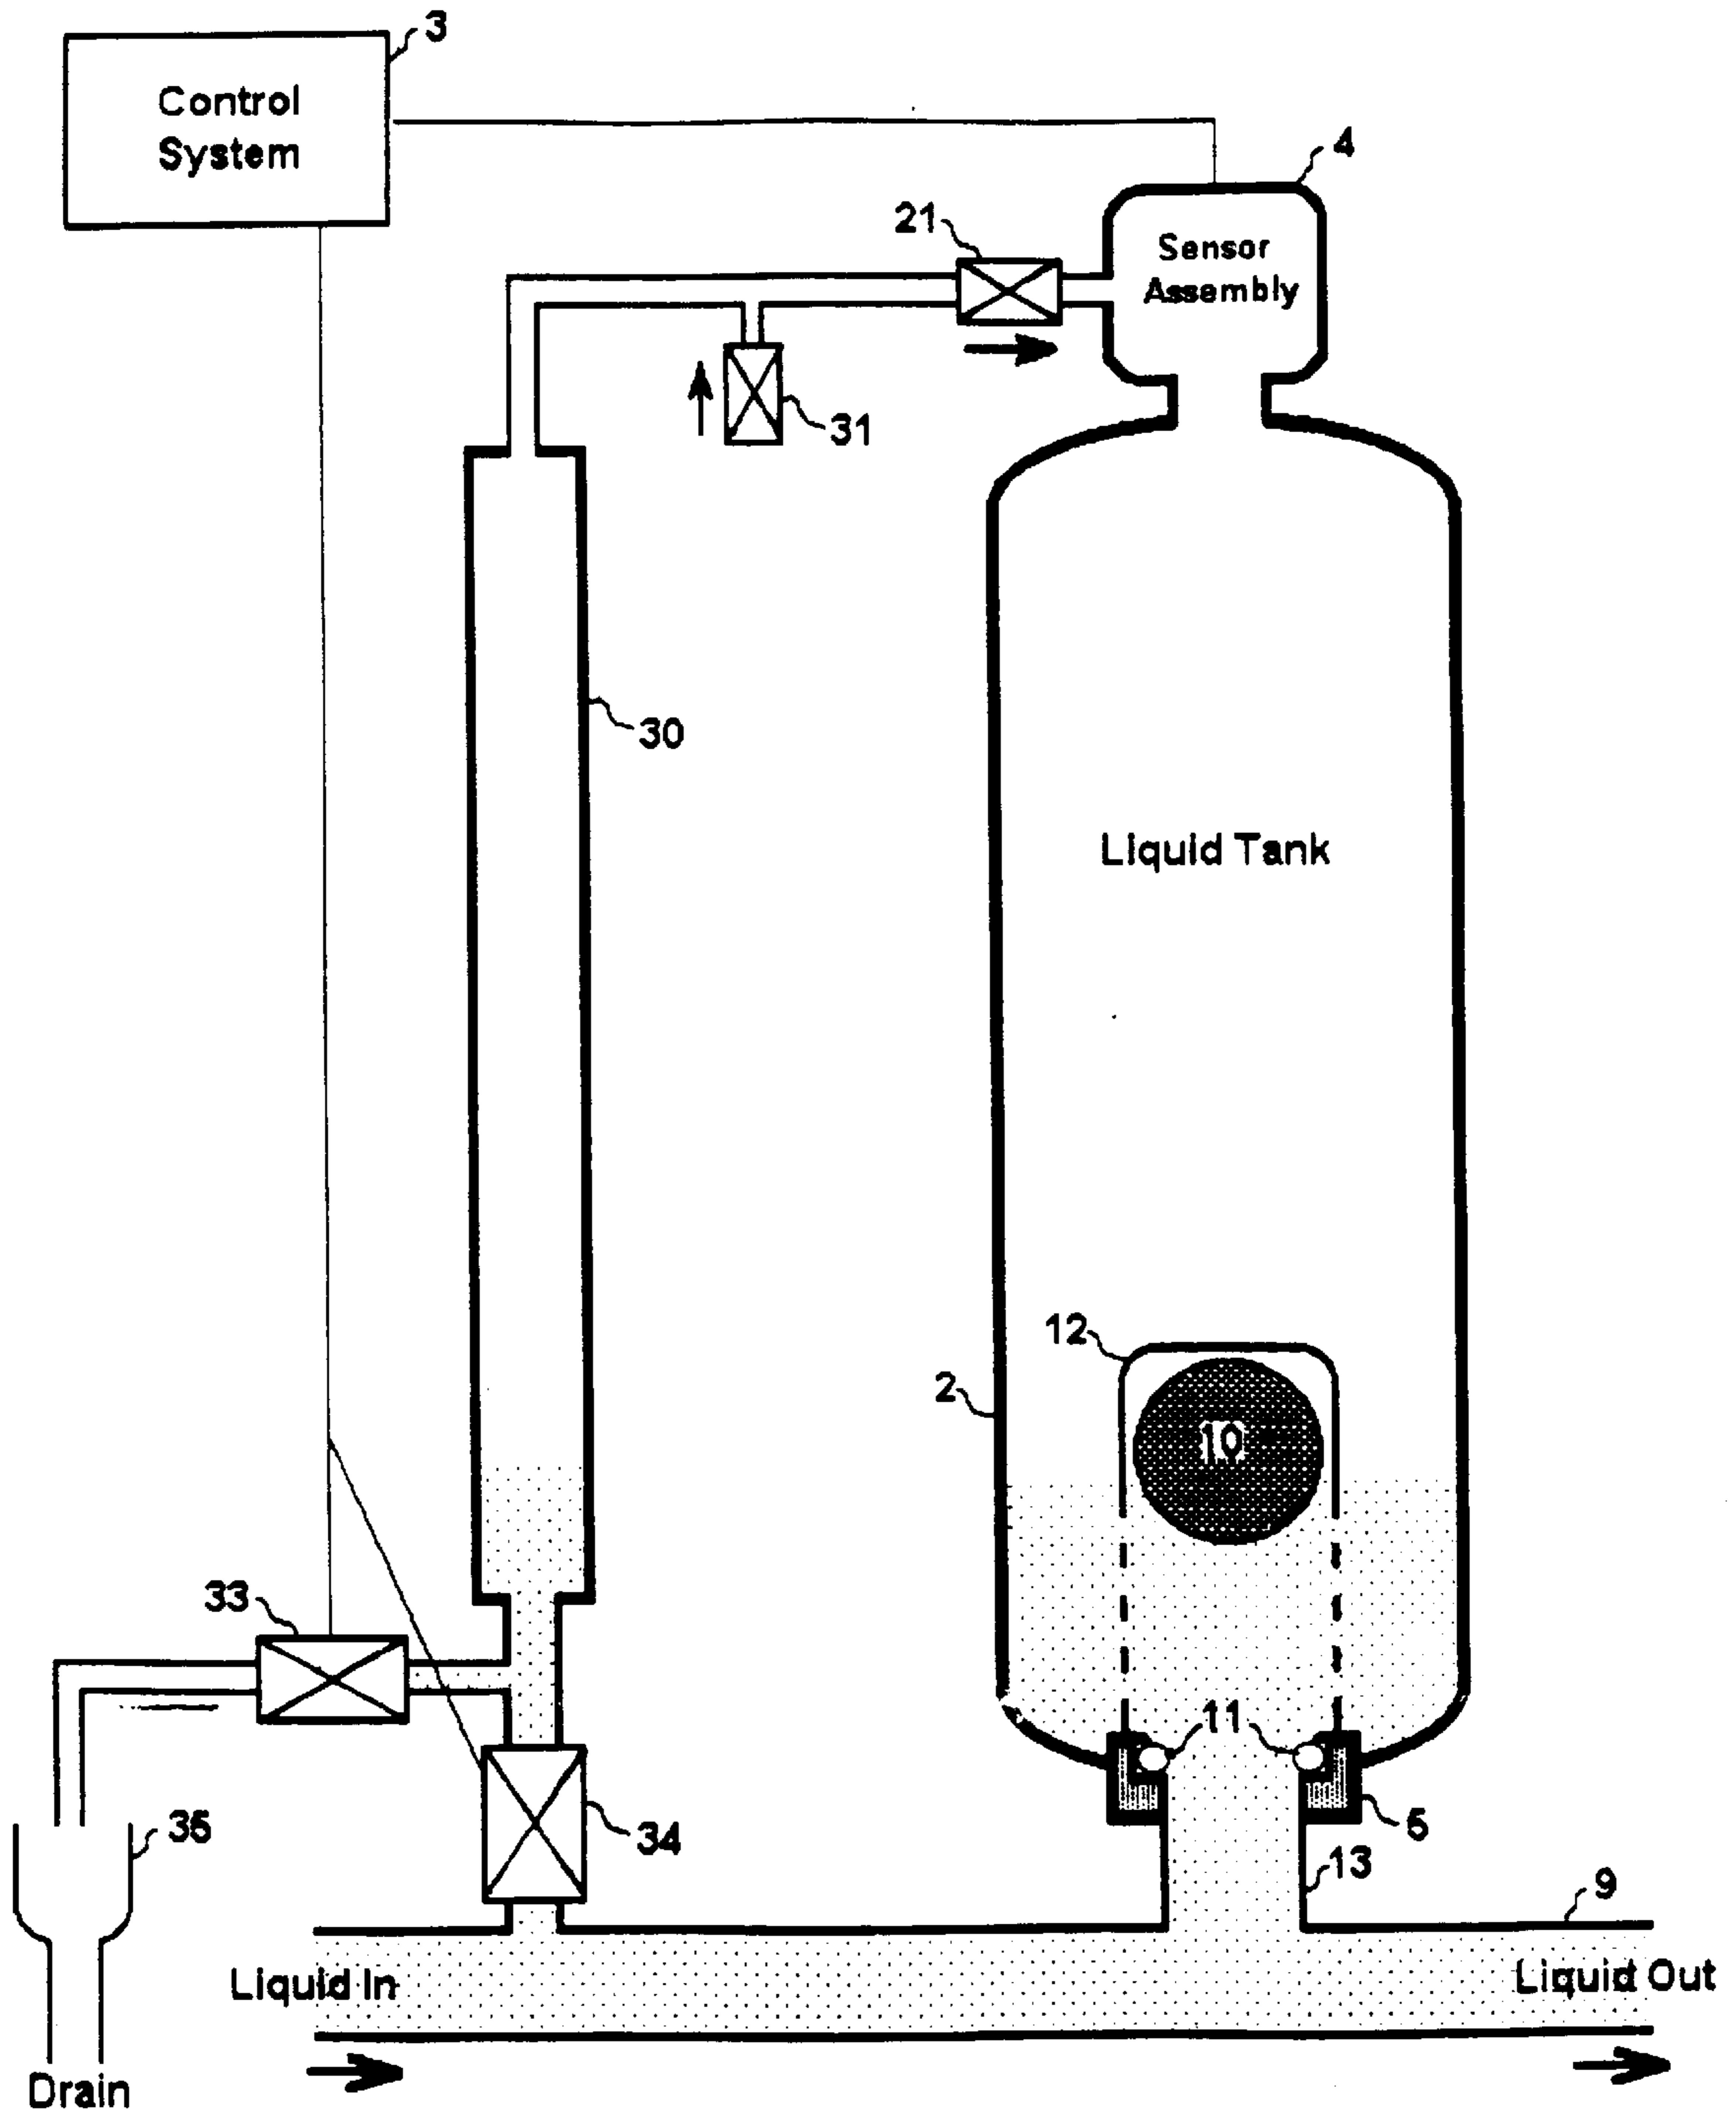 3
Control
System
4
21
Sensor
Assembly
31
30
Liquid Tank
12
2
10
33
11
34
35
5
13
9
Liquid In
Liquid Out
Drain